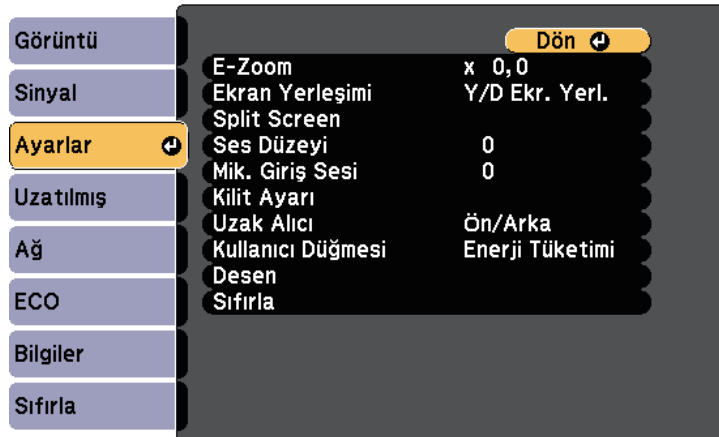 Görüntü
Sinyal
Ayarlar
Uzatılmış
Ağ
ECO
Bilgiler
Sıfırla
Dön
E-Zoom x 0,0
Ekran Yerleşimi Y/D Ekr. Yerl.
Split Screen
Ses Düzeyi 0
Mik. Giriş Sesi 0
Kilit Ayarı
Uzak Alıcı Ön/Arka
Kullanıcı Düğmesi Enerji Tüketimi
Desen
Sıfırla